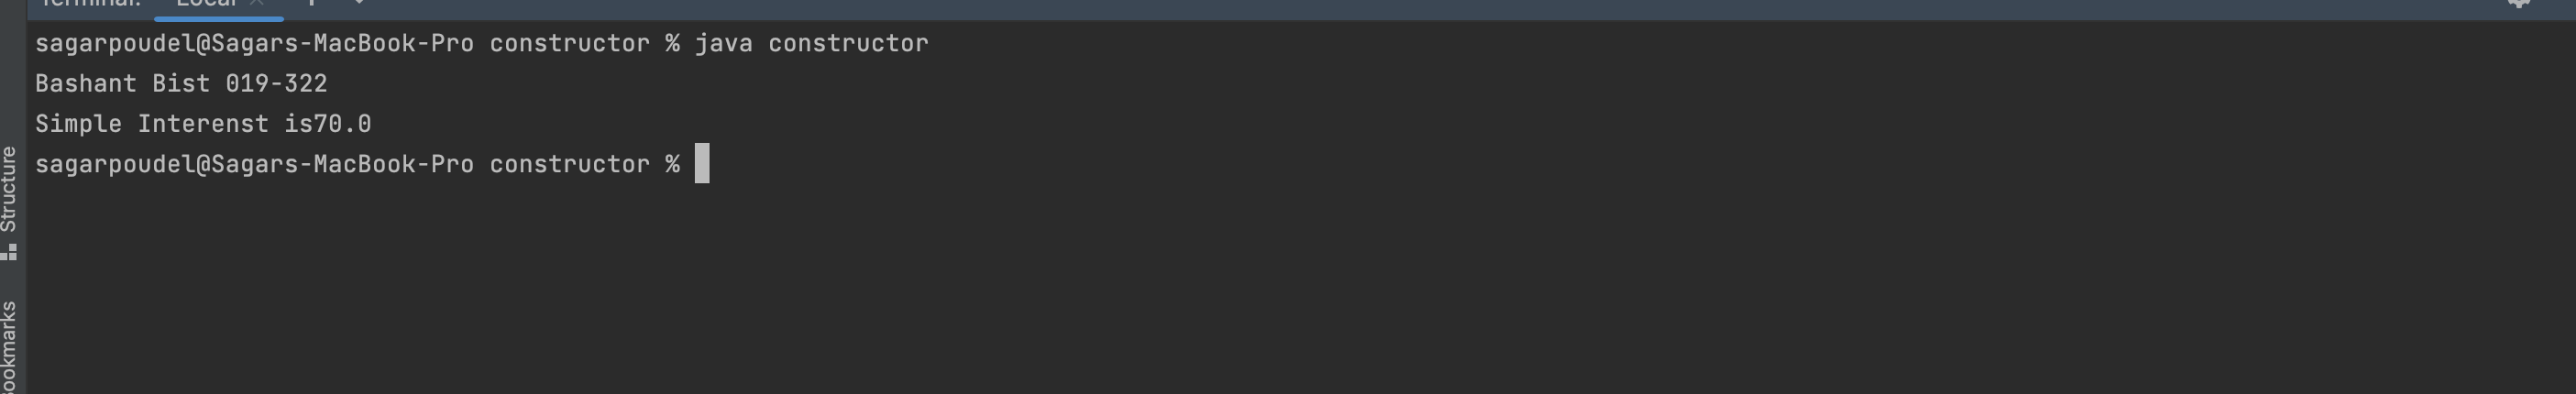 Terminal: Local
sagarpoudel@Sagars-MacBook-Pro constructor % java constructor
Bashant Bist 019-322
Simple Interenst is70.0
sagarpoudel@Sagars-MacBook-Pro constructor %
Structure
ookmarks